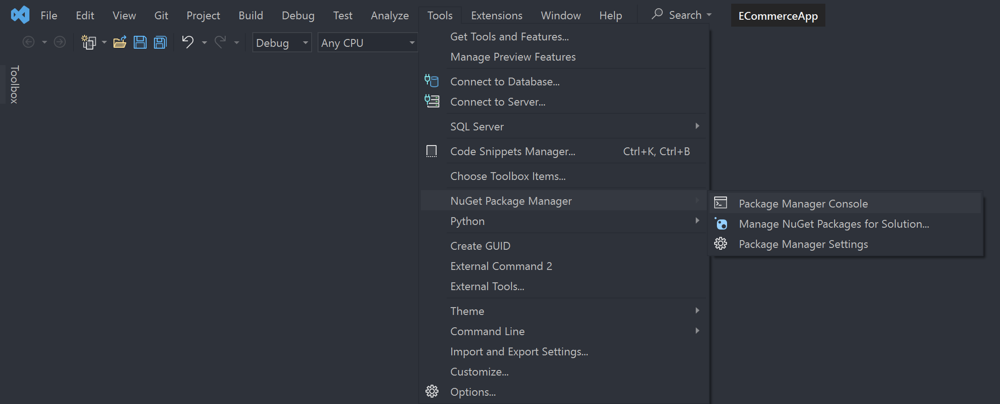 File Edit View Git Project Build Debug Test Analyze Tools Extensions Window Help Search ECommerceApp
Debug Any CPU
Toolbox
Get Tools and Features...
Manage Preview Features
Connect to Database...
Connect to Server...
SQL Server
Code Snippets Manager... Ctrl+K, Ctrl+B
Choose Toolbox Items...
NuGet Package Manager
Python
Create GUID
External Command 2
External Tools...
Theme
Command Line
Import and Export Settings...
Customize...
Options...
Package Manager Console
Manage NuGet Packages for Solution...
Package Manager Settings